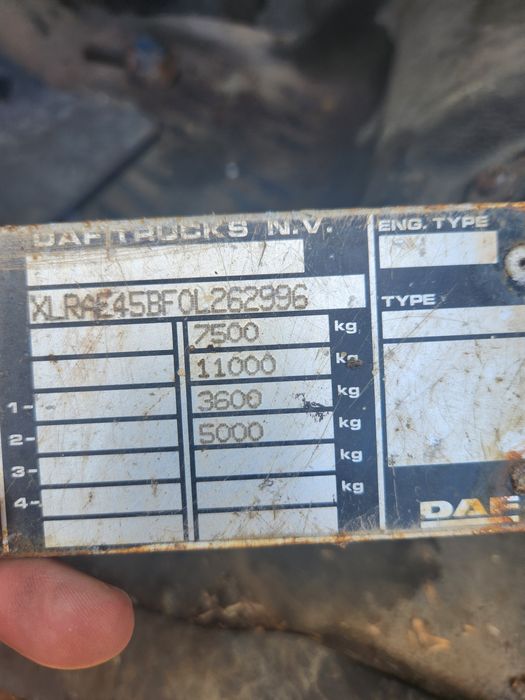 DAF TRUCKS N.V.
ENG. TYPE
XLRAE45BF0L262996
TYPE
7500 kg
11000 kg
1- 3600 kg
2- 5000 kg
3- kg
4- kg
DAF